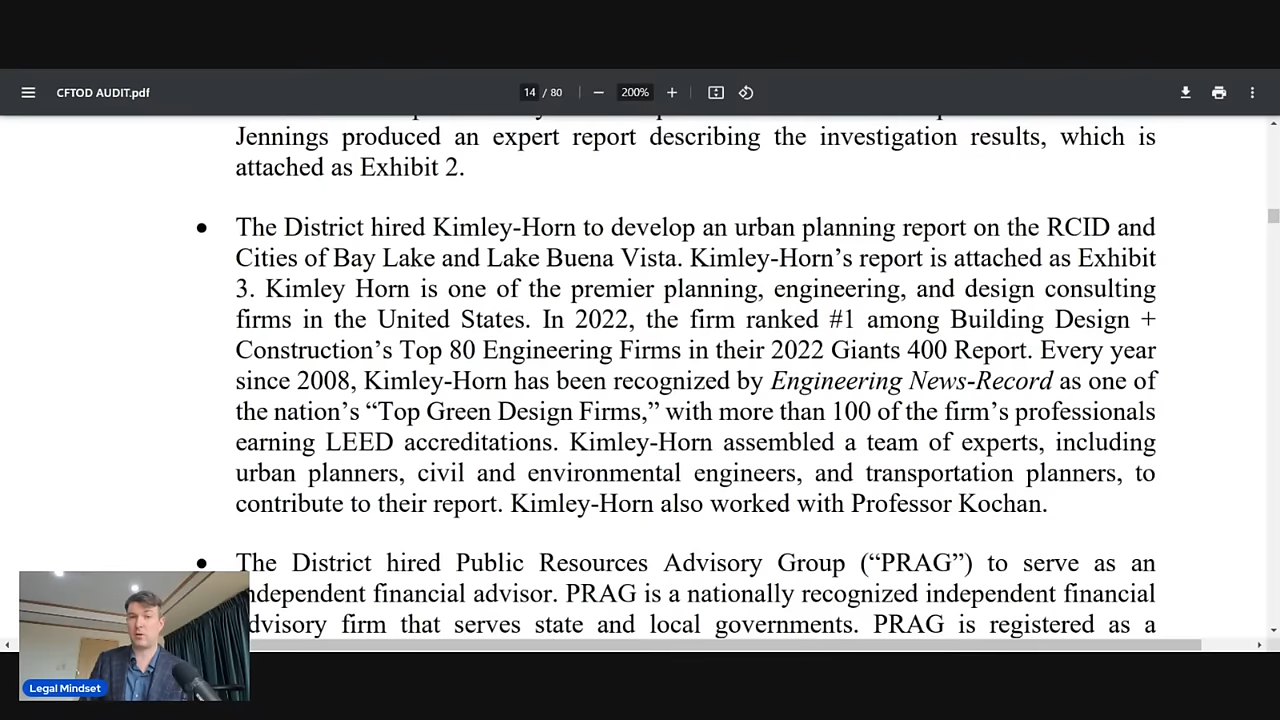 CFTOD AUDIT.pdf
14 / 80
200%
Jennings produced an expert report describing the investigation results, which is
attached as Exhibit 2.
• The District hired Kimley-Horn to develop an urban planning report on the RCID and
Cities of Bay Lake and Lake Buena Vista. Kimley-Horn’s report is attached as Exhibit
3. Kimley Horn is one of the premier planning, engineering, and design consulting
firms in the United States. In 2022, the firm ranked #1 among Building Design +
Construction’s Top 80 Engineering Firms in their 2022 Giants 400 Report. Every year
since 2008, Kimley-Horn has been recognized by Engineering News-Record as one of
the nation’s “Top Green Design Firms,” with more than 100 of the firm’s professionals
earning LEED accreditations. Kimley-Horn assembled a team of experts, including
urban planners, civil and environmental engineers, and transportation planners, to
contribute to their report. Kimley-Horn also worked with Professor Kochan.
• The District hired Public Resources Advisory Group (“PRAG”) to serve as an
ndependent financial advisor. PRAG is a nationally recognized independent financial
dvisory firm that serves state and local governments. PRAG is registered as a
Legal Mindset